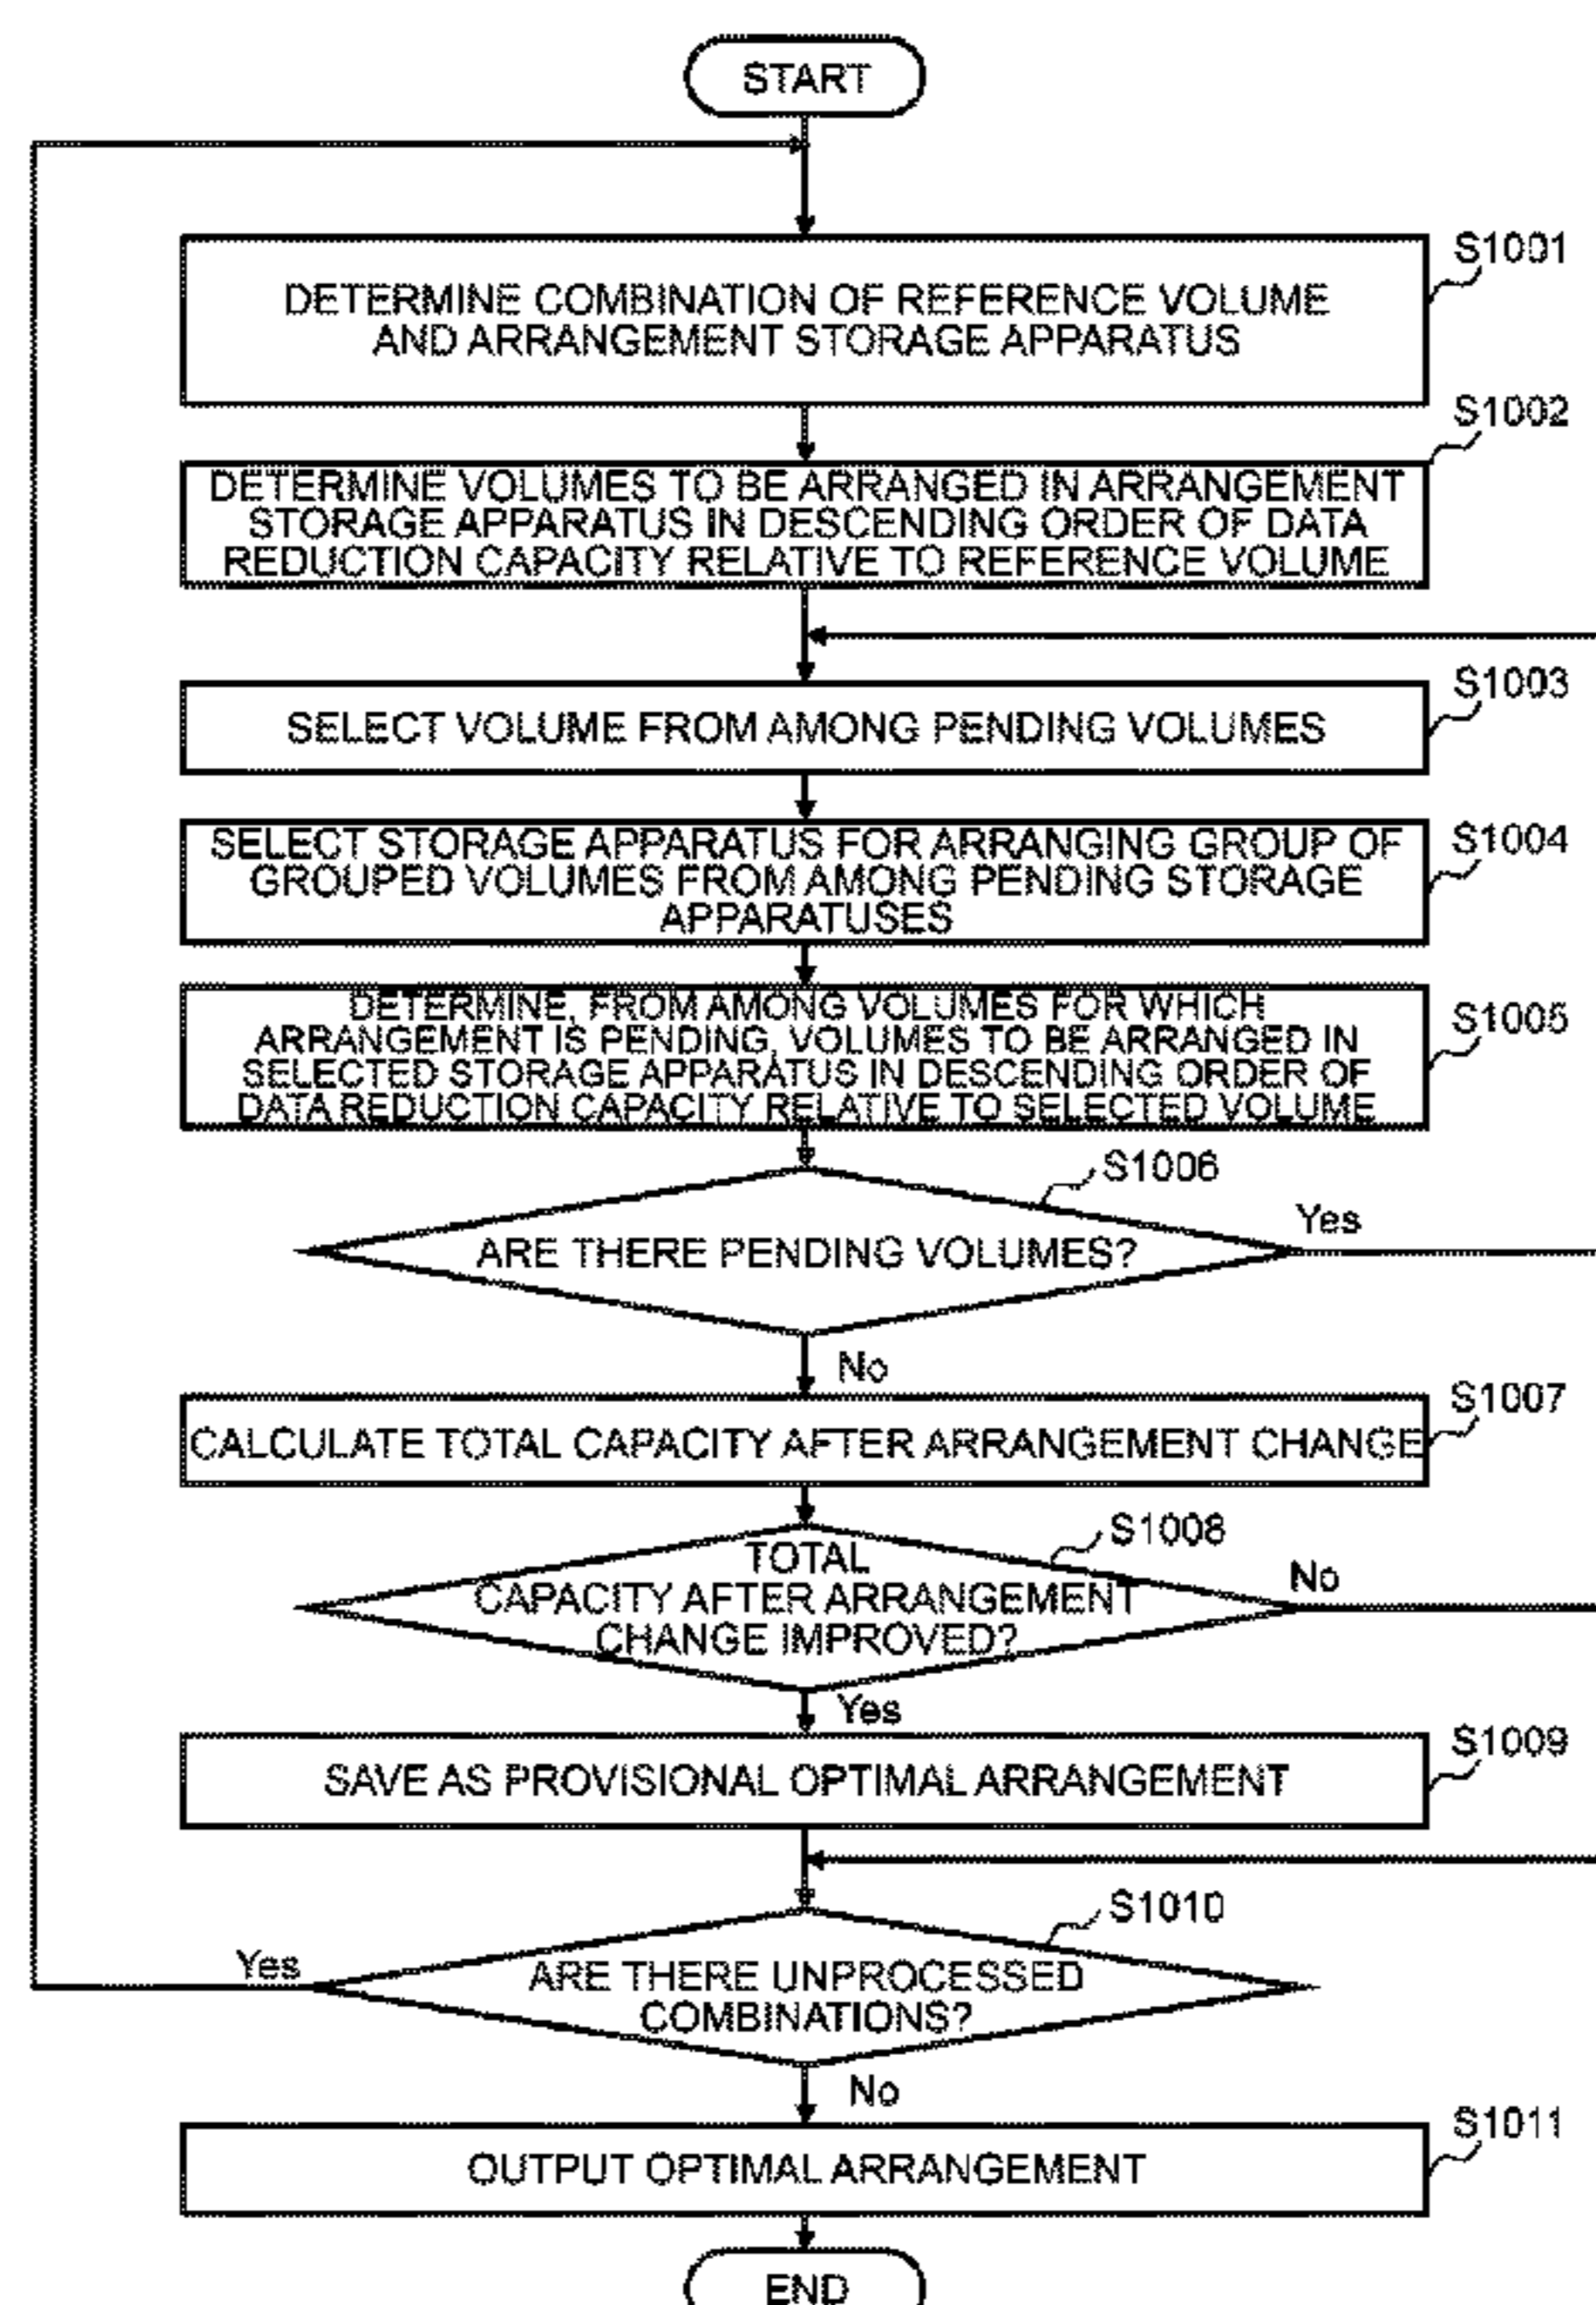 START
S1001
DETERMINE COMBINATION OF REFERENCE VOLUME
AND ARRANGEMENT STORAGE APPARATUS
S1002
DETERMINE VOLUMES TO BE ARRANGED IN ARRANGEMENT
STORAGE APPARATUS IN DESCENDING ORDER OF DATA
REDUCTION CAPACITY RELATIVE TO REFERENCE VOLUME
S1003
SELECT VOLUME FROM AMONG PENDING VOLUMES
S1004
SELECT STORAGE APPARATUS FOR ARRANGING GROUP OF
GROUPED VOLUMES FROM AMONG PENDING STORAGE
APPARATUSES
S1005
DETERMINE, FROM AMONG VOLUMES FOR WHICH
ARRANGEMENT IS PENDING, VOLUMES TO BE ARRANGED IN
SELECTED STORAGE APPARATUS IN DESCENDING ORDER OF
DATA REDUCTION CAPACITY RELATIVE TO SELECTED VOLUME
S1006
Yes
ARE THERE PENDING VOLUMES?
No
S1007
CALCULATE TOTAL CAPACITY AFTER ARRANGEMENT CHANGE
S1008
No
TOTAL
CAPACITY AFTER ARRANGEMENT
CHANGE IMPROVED?
Yes
S1009
SAVE AS PROVISIONAL OPTIMAL ARRANGEMENT
S1010
Yes
ARE THERE UNPROCESSED
COMBINATIONS?
No
S1011
OUTPUT OPTIMAL ARRANGEMENT
END